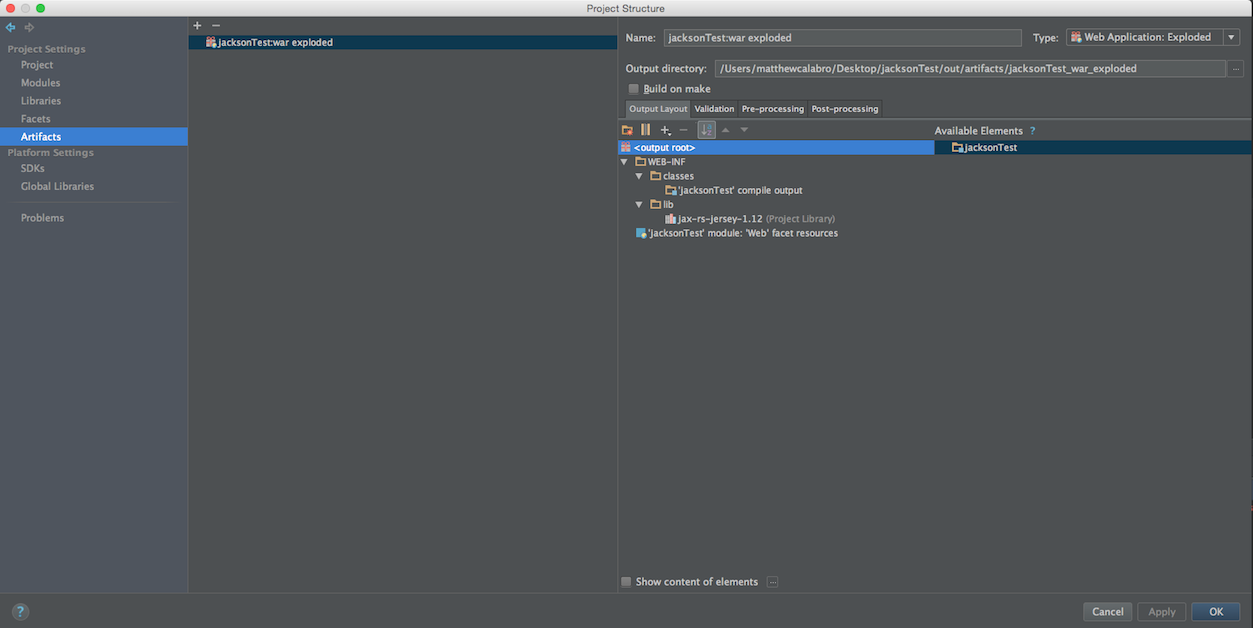 Project Structure
Project Settings
Project
Modules
Libraries
Facets
Artifacts
Platform Settings
SDKs
Global Libraries
Problems
jacksonTest:war exploded
Name: jacksonTest:war exploded Type: Web Application: Exploded
Output directory: /Users/matthewcalabro/Desktop/jacksonTest/out/artifacts/jacksonTest_war_exploded ...
Build on make
Output Layout Validation Pre-processing Post-processing
Available Elements ?
<output root>
jacksonTest
WEB-INF
classes
'jacksonTest' compile output
lib
jax-rs-jersey-1.12 (Project Library)
'jacksonTest' module: 'Web' facet resources
Show content of elements ...
? Cancel Apply OK